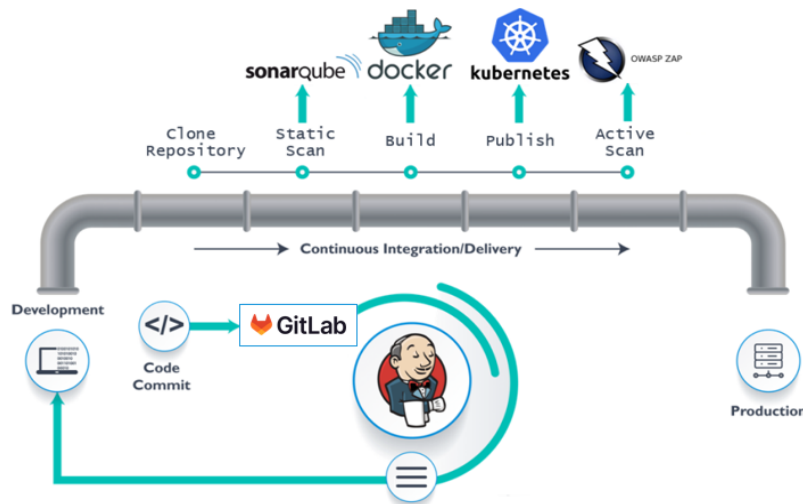 sonarqube
docker
kubernetes
OWASP ZAP
Clone
Repository
Static
Scan
Build
Publish
Active
Scan
Continuous Integration/Delivery
Development
</>
GitLab
Code
Commit
Production